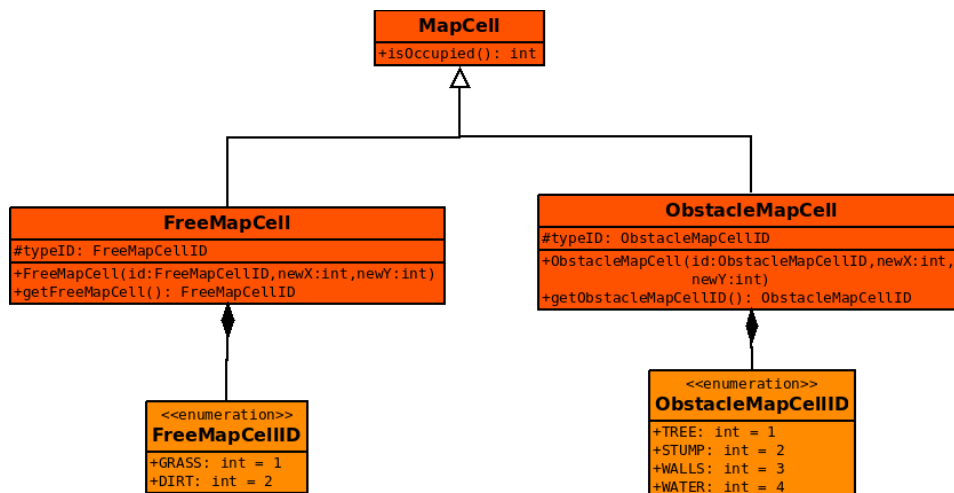 MapCell
+isOccupied(): int
FreeMapCell
#typeID: FreeMapCellID
+FreeMapCell(id:FreeMapCellID,newX:int,newY:int)
+getFreeMapCell(): FreeMapCellID
ObstacleMapCell
#typeID: ObstacleMapCellID
+ObstacleMapCell(id:ObstacleMapCellID,newX:int,
newY:int)
+getObstacleMapCellID(): ObstacleMapCellID
<<enumeration>>
FreeMapCellID
+GRASS: int = 1
+DIRT: int = 2
<<enumeration>>
ObstacleMapCellID
+TREE: int = 1
+STUMP: int = 2
+WALLS: int = 3
+WATER: int = 4